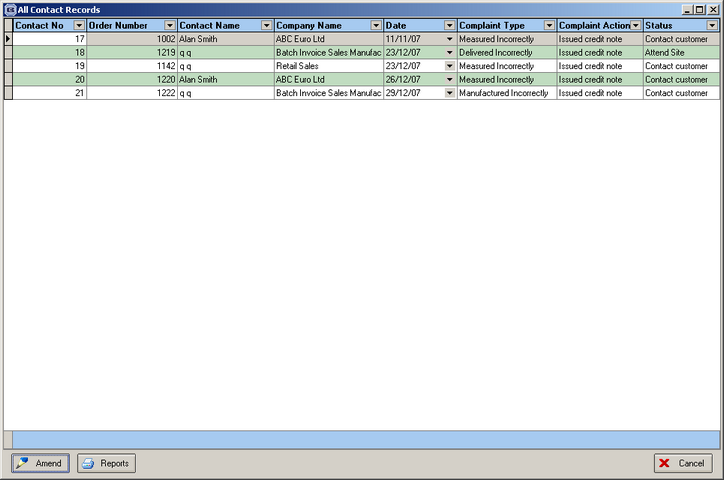 All Contact Records
Contact No Order Number Contact Name Company Name Date Complaint Type Complaint Action Status
17 1002 Alan Smith ABC Euro Ltd 11/11/07 Measured Incorrectly Issued credit note Contact customer
18 1219 q q Batch Invoice Sales Manufac 23/12/07 Delivered Incorrectly Issued credit note Attend Site
19 1142 q q Retail Sales 23/12/07 Measured Incorrectly Issued credit note Contact customer
20 1220 Alan Smith ABC Euro Ltd 26/12/07 Measured Incorrectly Issued credit note Contact customer
21 1222 q q Batch Invoice Sales Manufac 29/12/07 Manufactured Incorrectly Issued credit note Contact customer
Amend Reports Cancel